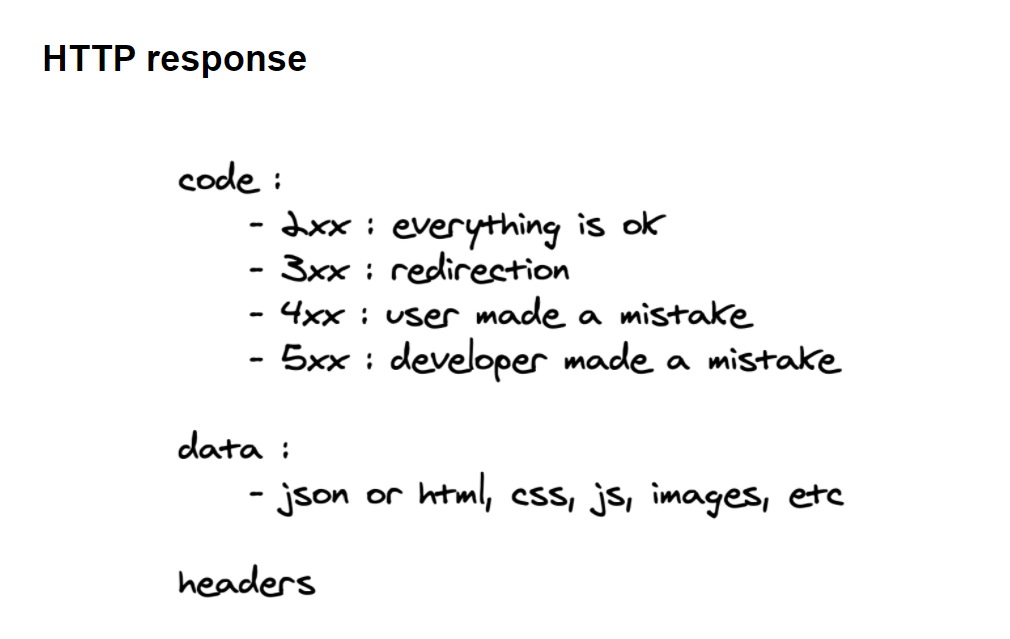 HTTP response
code :
- 2xx : everything is ok
- 3xx : redirection
- 4xx : user made a mistake
- 5xx : developer made a mistake
data :
- json or html, css, js, images, etc
headers